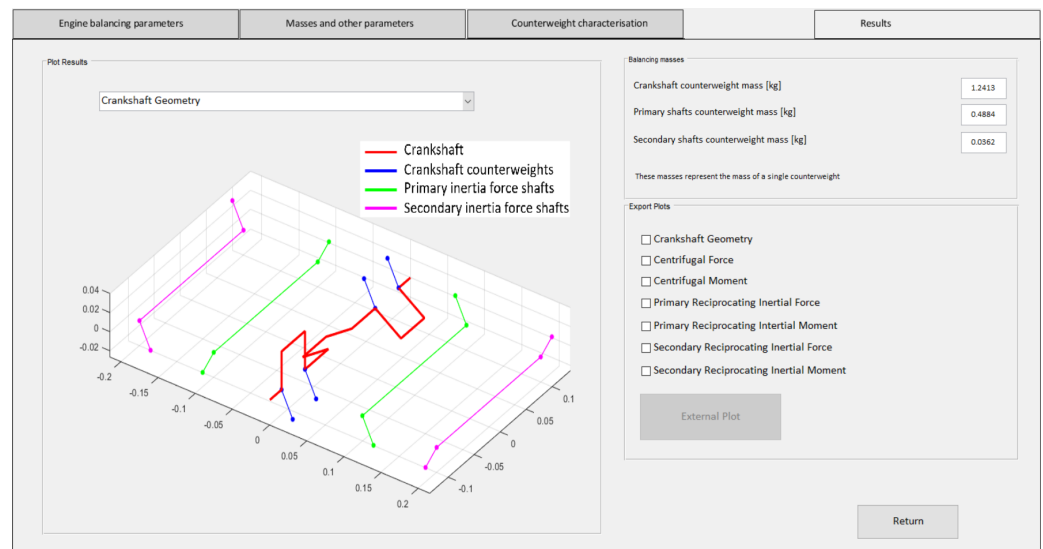 Engine balancing parameters
Masses and other parameters
Counterweight characterisation
Results
Plot Results
Crankshaft Geometry
Crankshaft
Crankshaft counterweights
Primary inertia force shafts
Secondary inertia force shafts
0.04
0.02
0
-0.02
-0.2
-0.15
-0.1
-0.05
0
0.05
0.1
0.15
0.2
0.1
0.05
0
-0.05
-0.1
Balancing masses
Crankshaft counterweight mass [kg] 1.2413
Primary shafts counterweight mass [kg] 0.4884
Secondary shafts counterweight mass [kg] 0.0362
These masses represent the mass of a single counterweight
Export Plots
Crankshaft Geometry
Centrifugal Force
Centrifugal Moment
Primary Reciprocating Inertial Force
Primary Reciprocating Intertial Moment
Secondary Reciprocating Inertial Force
Secondary Reciprocating Inertial Moment
External Plot
Return